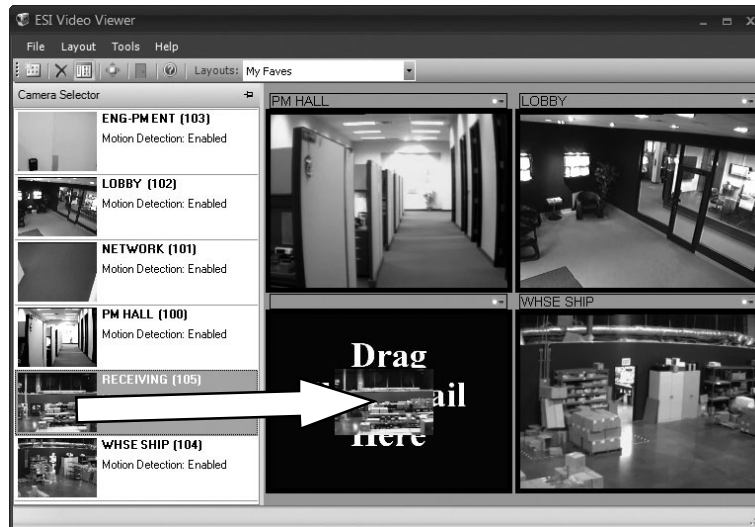 ESI Video Viewer
File Layout Tools Help
Layouts: My Faves
Camera Selector
ENG-PM ENT (103)
Motion Detection: Enabled
LOBBY (102)
Motion Detection: Enabled
NETWORK (101)
Motion Detection: Enabled
PM HALL (100)
Motion Detection: Enabled
RECEIVING (105)
WHSE SHIP (104)
Motion Detection: Enabled
PM HALL
LOBBY
WHSE SHIP
Drag
Here